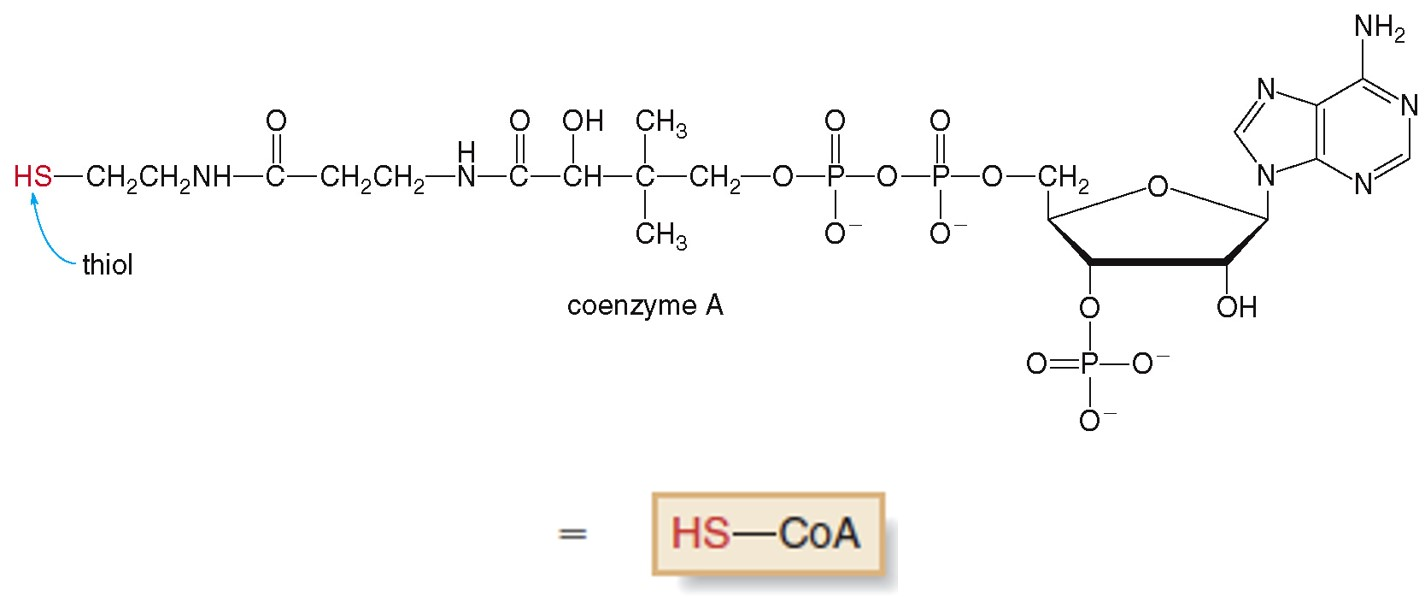 NH₂
N
N
O
O
OH
CH₃
O
O
H
HS—CH₂CH₂NH—C—CH₂CH₂—N—C—CH—C—CH₂—O—P—O—P—O—CH₂
O
N
N
CH₃
O⁻
O⁻
thiol
coenzyme A
O
OH
O=P—O⁻
O⁻
= HS—CoA